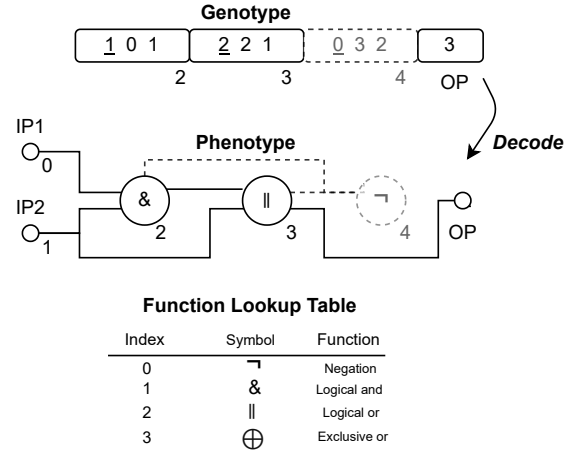 Genotype
1 0 1 2 2 1 0 3 2 3
2 3 4 OP
Decode
IP1
0
Phenotype
& ‖ ¬
IP2
1 2 3 4 OP
Function Lookup Table
Index Symbol Function
0 ¬ Negation
1 & Logical and
2 ‖ Logical or
3 ⊕ Exclusive or